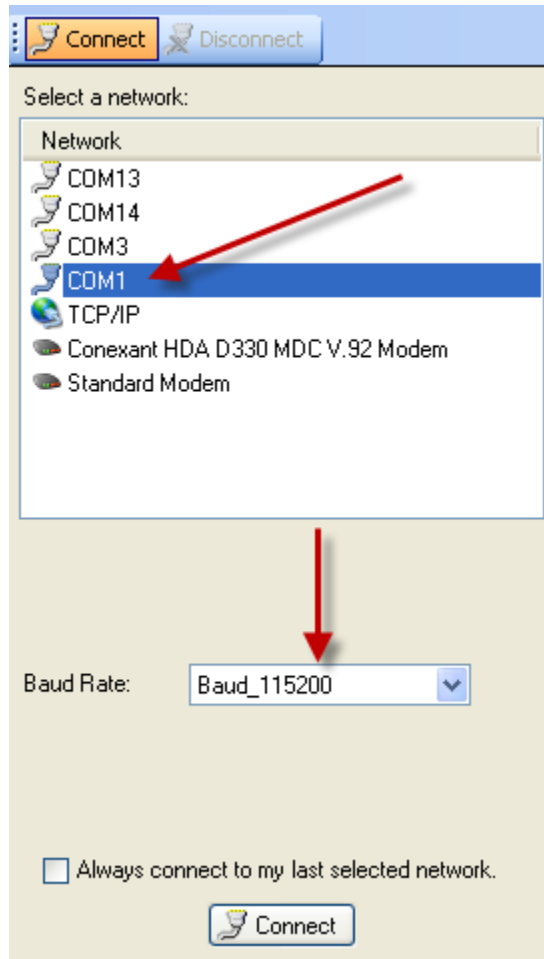 Connect Disconnect
Select a network:
Network
COM13
COM14
COM3
COM1
TCP/IP
Conexant HDA D330 MDC V.92 Modem
Standard Modem
Baud Rate: Baud_115200
Always connect to my last selected network.
Connect